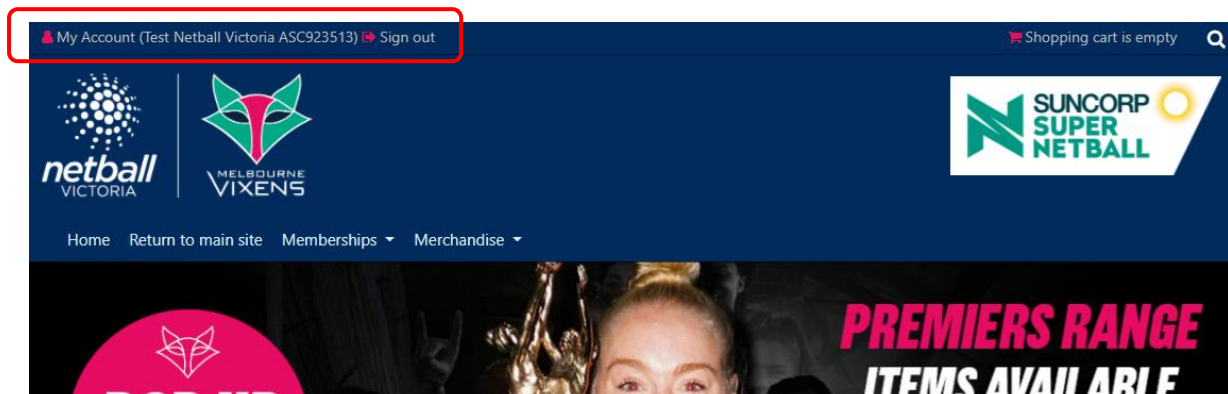 My Account (Test Netball Victoria ASC923513) Sign out
Shopping cart is empty
netball
VICTORIA
MELBOURNE
VIXENS
SUNCORP
SUPER
NETBALL
Home Return to main site Memberships Merchandise
PREMIERS RANGE
ITEMS AVAILABLE